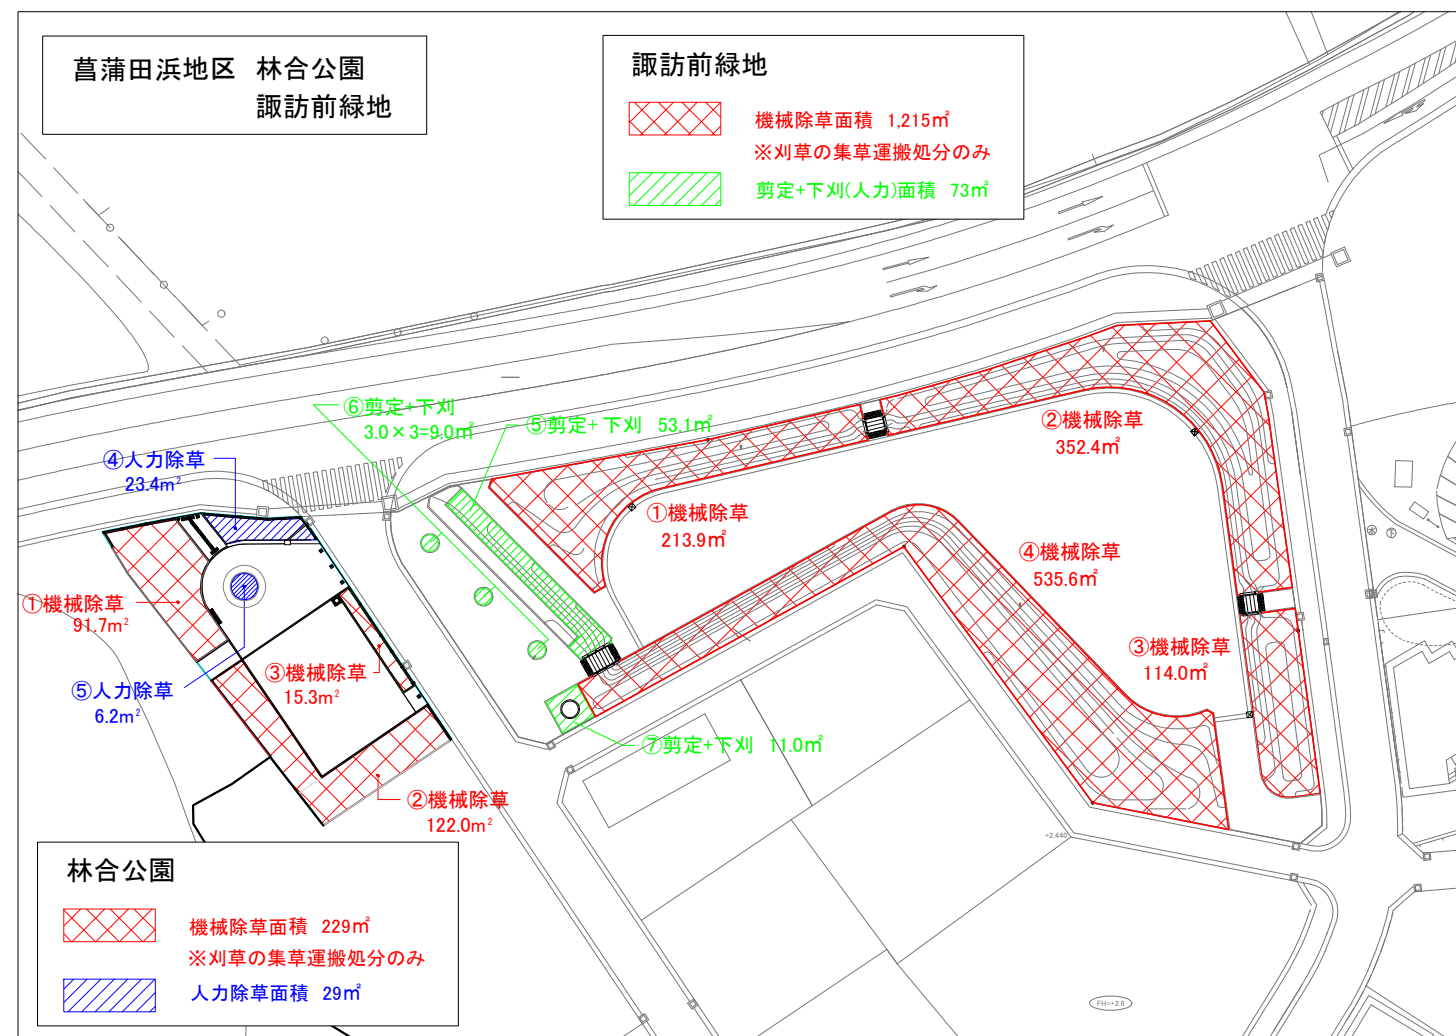 菖蒲田浜地区 林合公園
諏訪前緑地
諏訪前緑地
機械除草面積 1,215㎡
※刈草の集草運搬処分のみ
剪定+下刈(人力)面積 73㎡
⑥剪定+下刈
3.0×3=9.0㎡
⑤剪定+下刈 53.1㎡
②機械除草
352.4㎡
④人力除草
23.4m²
①機械除草
213.9㎡
④機械除草
535.6㎡
①機械除草
91.7m²
③機械除草
15.3m²
③機械除草
114.0㎡
⑤人力除草
6.2m²
⑦剪定+下刈 11.0㎡
②機械除草
122.0m²
+2.440
林合公園
機械除草面積 229㎡
※刈草の集草運搬処分のみ
人力除草面積 29㎡
FH=+2.6